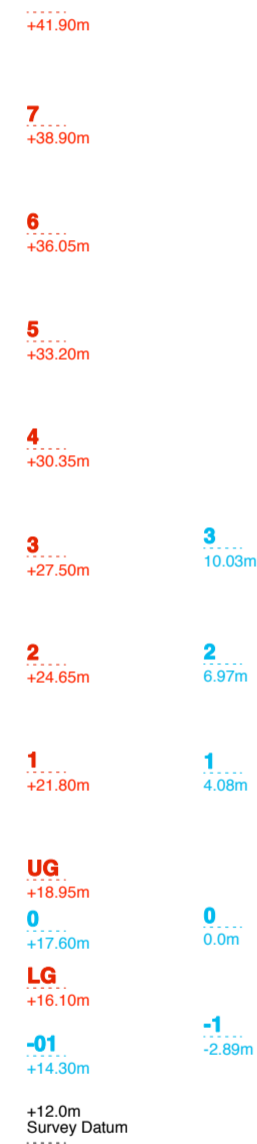 +41.90m
7
+38.90m
6
+36.05m
5
+33.20m
4
+30.35m
3
+27.50m
3
10.03m
2
+24.65m
2
6.97m
1
+21.80m
1
4.08m
UG
+18.95m
0
+17.60m
0
0.0m
LG
+16.10m
-01
+14.30m
-1
-2.89m
+12.0m
Survey Datum